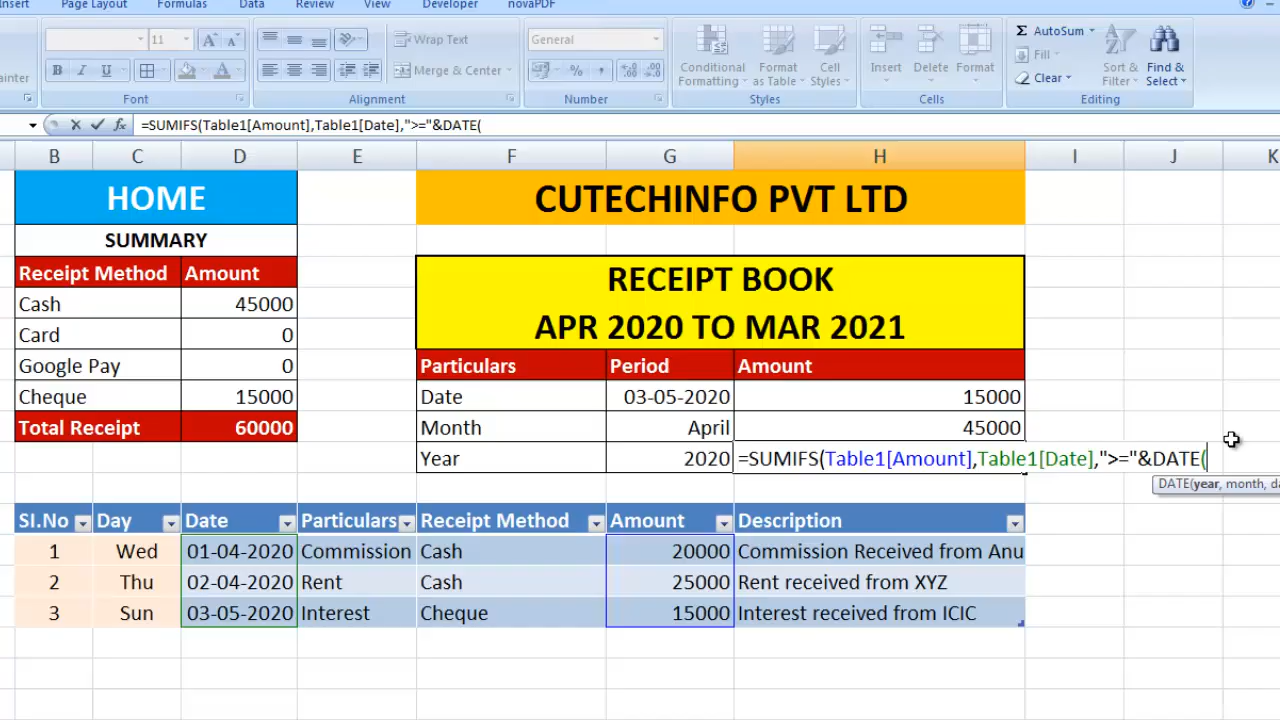 Insert Page Layout Formulas Data Review View Developer novaPDF
11 A A Wrap Text General AutoSum
Painter B I U Merge & Center % , Conditional Formatting Format as Table Cell Styles Insert Delete Format Fill Clear Sort & Filter Find & Select
Font Alignment Number Styles Cells Editing
fx =SUMIFS(Table1[Amount],Table1[Date],">="&DATE(
B C D E F G H I J K
HOME CUTECHINFO PVT LTD
SUMMARY
Receipt Method Amount RECEIPT BOOK
Cash 45000
Card 0 APR 2020 TO MAR 2021
Google Pay 0 Particulars Period Amount
Cheque 15000 Date 03-05-2020 15000
Total Receipt 60000 Month April 45000
Year 2020 =SUMIFS(Table1[Amount],Table1[Date],">="&DATE(
DATE(year, month, da
SI.No Day Date Particulars Receipt Method Amount Description
1 Wed 01-04-2020 Commission Cash 20000 Commission Received from Anu
2 Thu 02-04-2020 Rent Cash 25000 Rent received from XYZ
3 Sun 03-05-2020 Interest Cheque 15000 Interest received from ICIC